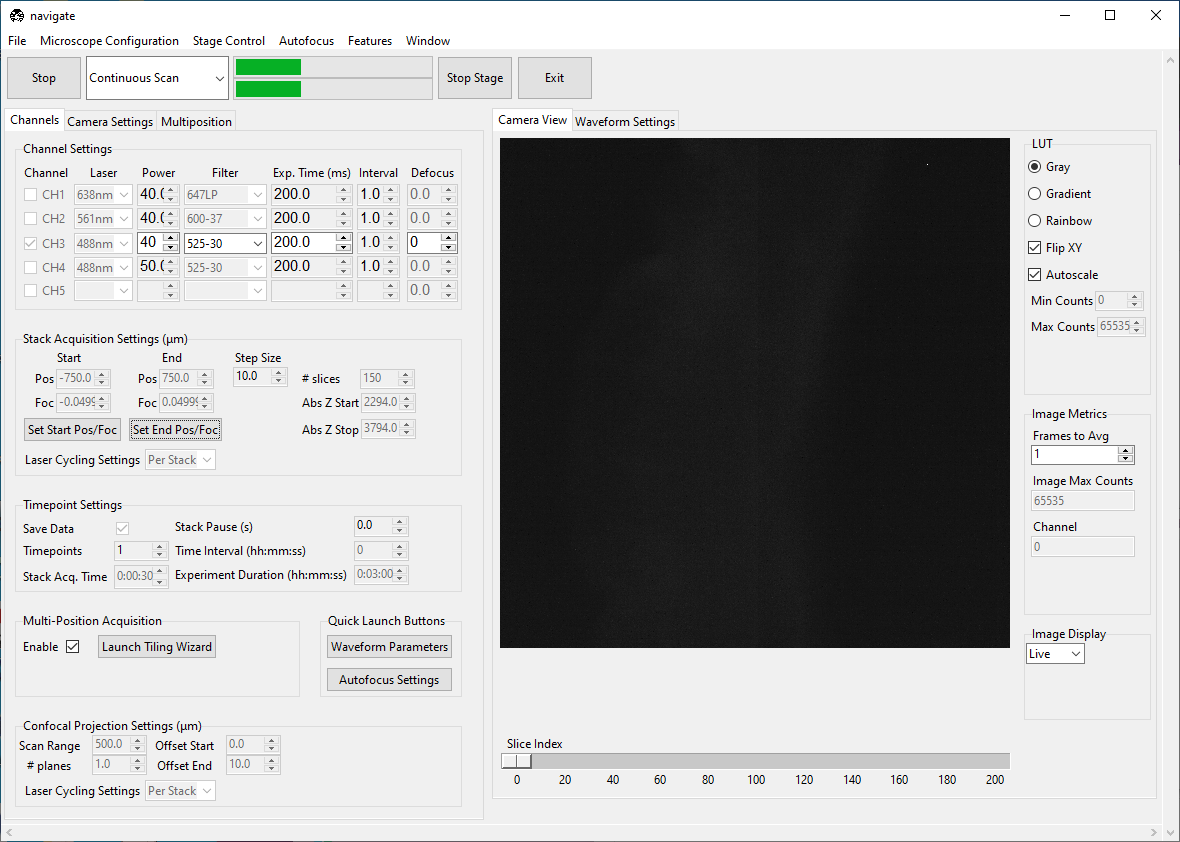 navigate
File Microscope Configuration Stage Control Autofocus Features Window
Stop Continuous Scan Stop Stage Exit
Channels Camera Settings Multiposition
Channel Settings
Channel Laser Power Filter Exp. Time (ms) Interval Defocus
CH1 638nm 40.0 647LP 200.0 1.0 0.0
CH2 561nm 40.0 600-37 200.0 1.0 0.0
CH3 488nm 40 525-30 200.0 1.0 0
CH4 488nm 50.0 525-30 200.0 1.0 0.0
CH5 0.0
Stack Acquisition Settings (µm)
Start End Step Size
Pos -750.0 Pos 750.0 10.0 # slices 150
Foc -0.0499 Foc 0.04999 Abs Z Start 2294.0
Set Start Pos/Foc Set End Pos/Foc Abs Z Stop 3794.0
Laser Cycling Settings Per Stack
Timepoint Settings
Save Data Stack Pause (s) 0.0
Timepoints 1 Time Interval (hh:mm:ss) 0
Stack Acq. Time 0:00:30 Experiment Duration (hh:mm:ss) 0:03:00
Multi-Position Acquisition
Enable Launch Tiling Wizard
Quick Launch Buttons
Waveform Parameters
Autofocus Settings
Confocal Projection Settings (µm)
Scan Range 500.0 Offset Start 0.0
# planes 1.0 Offset End 10.0
Laser Cycling Settings Per Stack
Camera View Waveform Settings
Slice Index
0 20 40 60 80 100 120 140 160 180 200
LUT
Gray
Gradient
Rainbow
Flip XY
Autoscale
Min Counts 0
Max Counts 65535
Image Metrics
Frames to Avg
1
Image Max Counts
65535
Channel
0
Image Display
Live